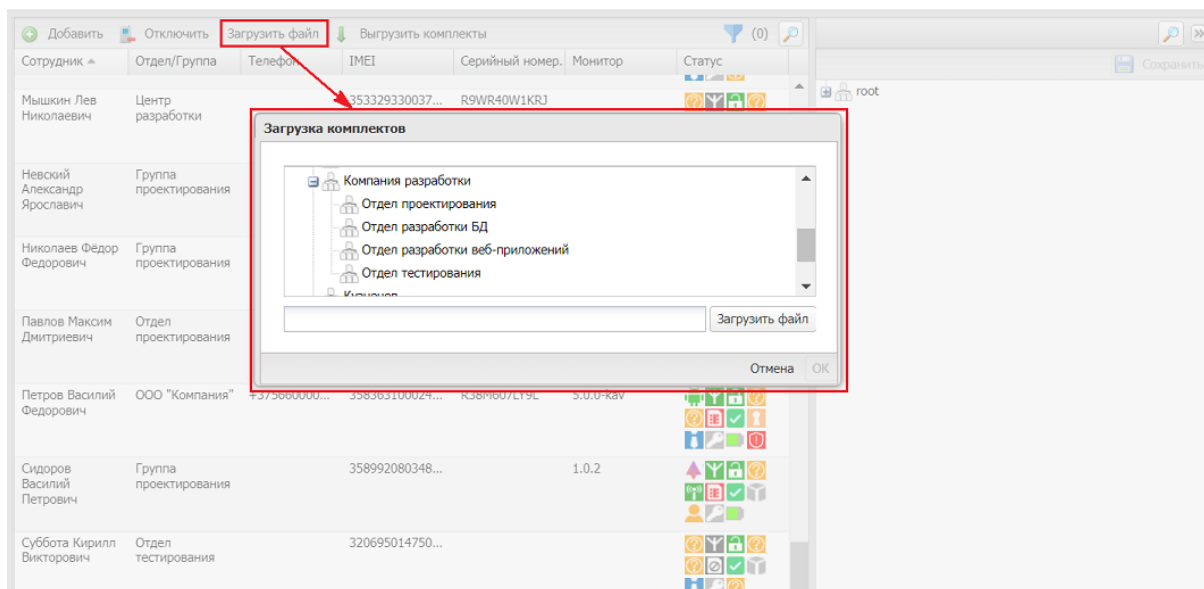 Добавить Отключить Загрузить файл Выгрузить комплекты (0)
Сотрудник Отдел/Группа Телефон IMEI Серийный номер. Монитор Статус
Сохранить
root
Мышкин Лев Николаевич
Центр разработки
353329330037... R9WR40W1KRJ
Загрузка комплектов
Компания разработки
Отдел проектирования
Отдел разработки БД
Отдел разработки веб-приложений
Отдел тестирования
Загрузить файл
Отмена OK
Невский
Александр
Ярославич
Группа
проектирования
Николаев Фёдор
Федорович
Группа
проектирования
Павлов Максим
Дмитриевич
Отдел
проектирования
Петров Василий
Федорович
ООО "Компания" +375660000... 358363100024... R38M607LY9L 5.0.0-kav
Сидоров
Василий
Петрович
Группа
проектирования
358992080348... 1.0.2
Суббота Кирилл
Викторович
Отдел
тестирования
320695014750...